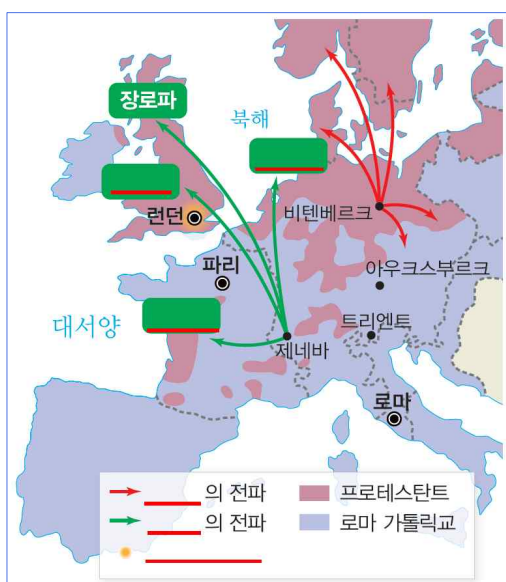 장로파
북해
런던
비텐베르크
파리
아우크스부르크
대서양
트리엔트
제네바
로마
의 전파
프로테스탄트
의 전파
로마 가톨릭교